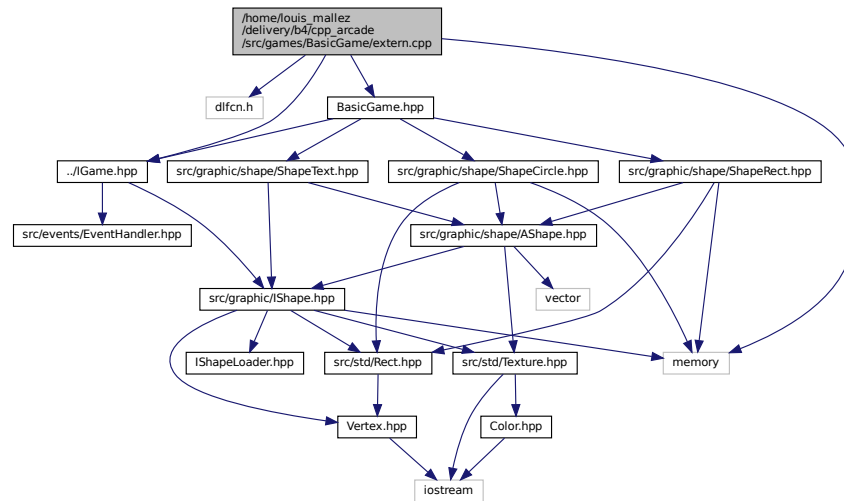 /home/louis_mallez
/delivery/b4/cpp_arcade
/src/games/BasicGame/extern.cpp
dlfcn.h
BasicGame.hpp
../IGame.hpp
src/graphic/shape/ShapeText.hpp
src/graphic/shape/ShapeCircle.hpp
src/graphic/shape/ShapeRect.hpp
src/events/EventHandler.hpp
src/graphic/shape/AShape.hpp
src/graphic/IShape.hpp
vector
IShapeLoader.hpp
src/std/Rect.hpp
src/std/Texture.hpp
memory
Vertex.hpp
Color.hpp
iostream